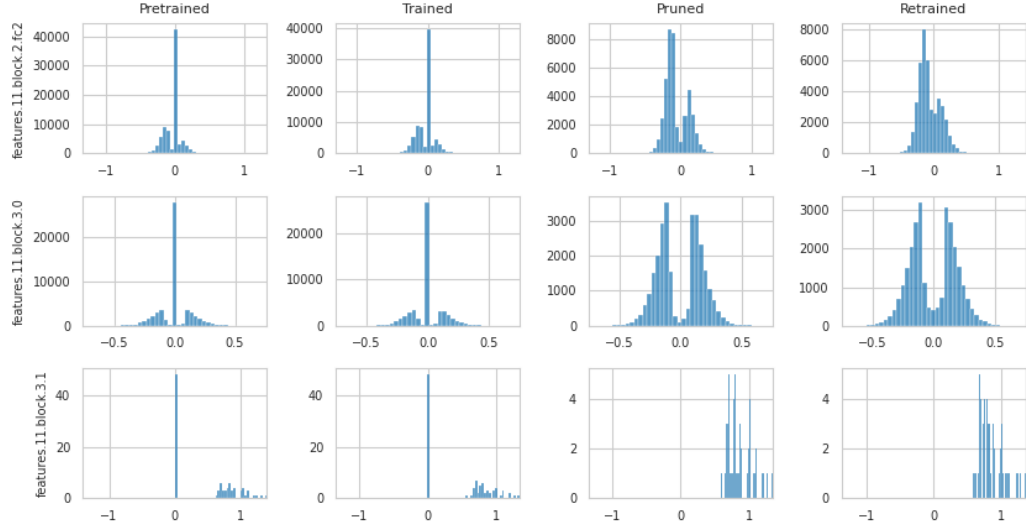 Pretrained Trained Pruned Retrained
features.11.block.2.fc2
40000
30000
20000
10000
0
−1 0 1
40000
30000
20000
10000
0
−1 0 1
8000
6000
4000
2000
0
−1 0 1
8000
6000
4000
2000
0
−1 0 1
features.11.block.3.0
20000
10000
0
−0.5 0.0 0.5
20000
10000
0
−0.5 0.0 0.5
3000
2000
1000
0
−0.5 0.0 0.5
3000
2000
1000
0
−0.5 0.0 0.5
features.11.block.3.1
40
20
0
−1 0 1
40
20
0
−1 0 1
4
2
0
−1 0 1
4
2
0
−1 0 1